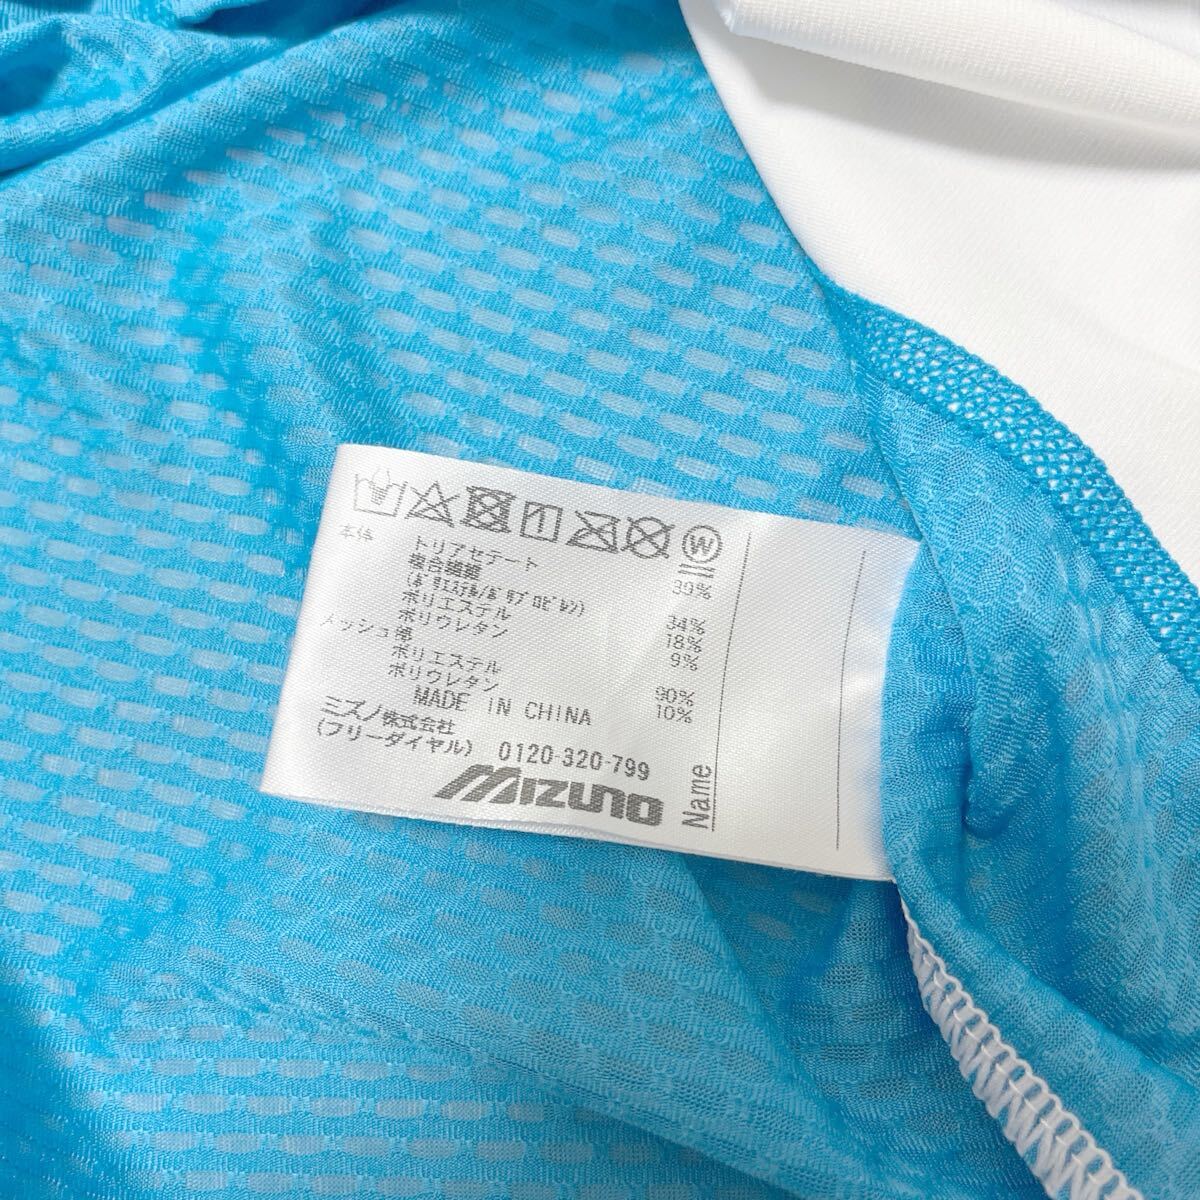 本体
トリアセテート 39%
複合繊維
(ﾎﾟﾘｴｽﾃﾙ/ﾎﾟﾘﾌﾟﾛﾋﾟﾚﾝ) 34%
ポリエステル 18%
ポリウレタン 9%
メッシュ部
ポリエステル 90%
ポリウレタン 10%
MADE IN CHINA
ミズノ株式会社
(フリーダイヤル) 0120-320-799
MIZUNO
Name
W